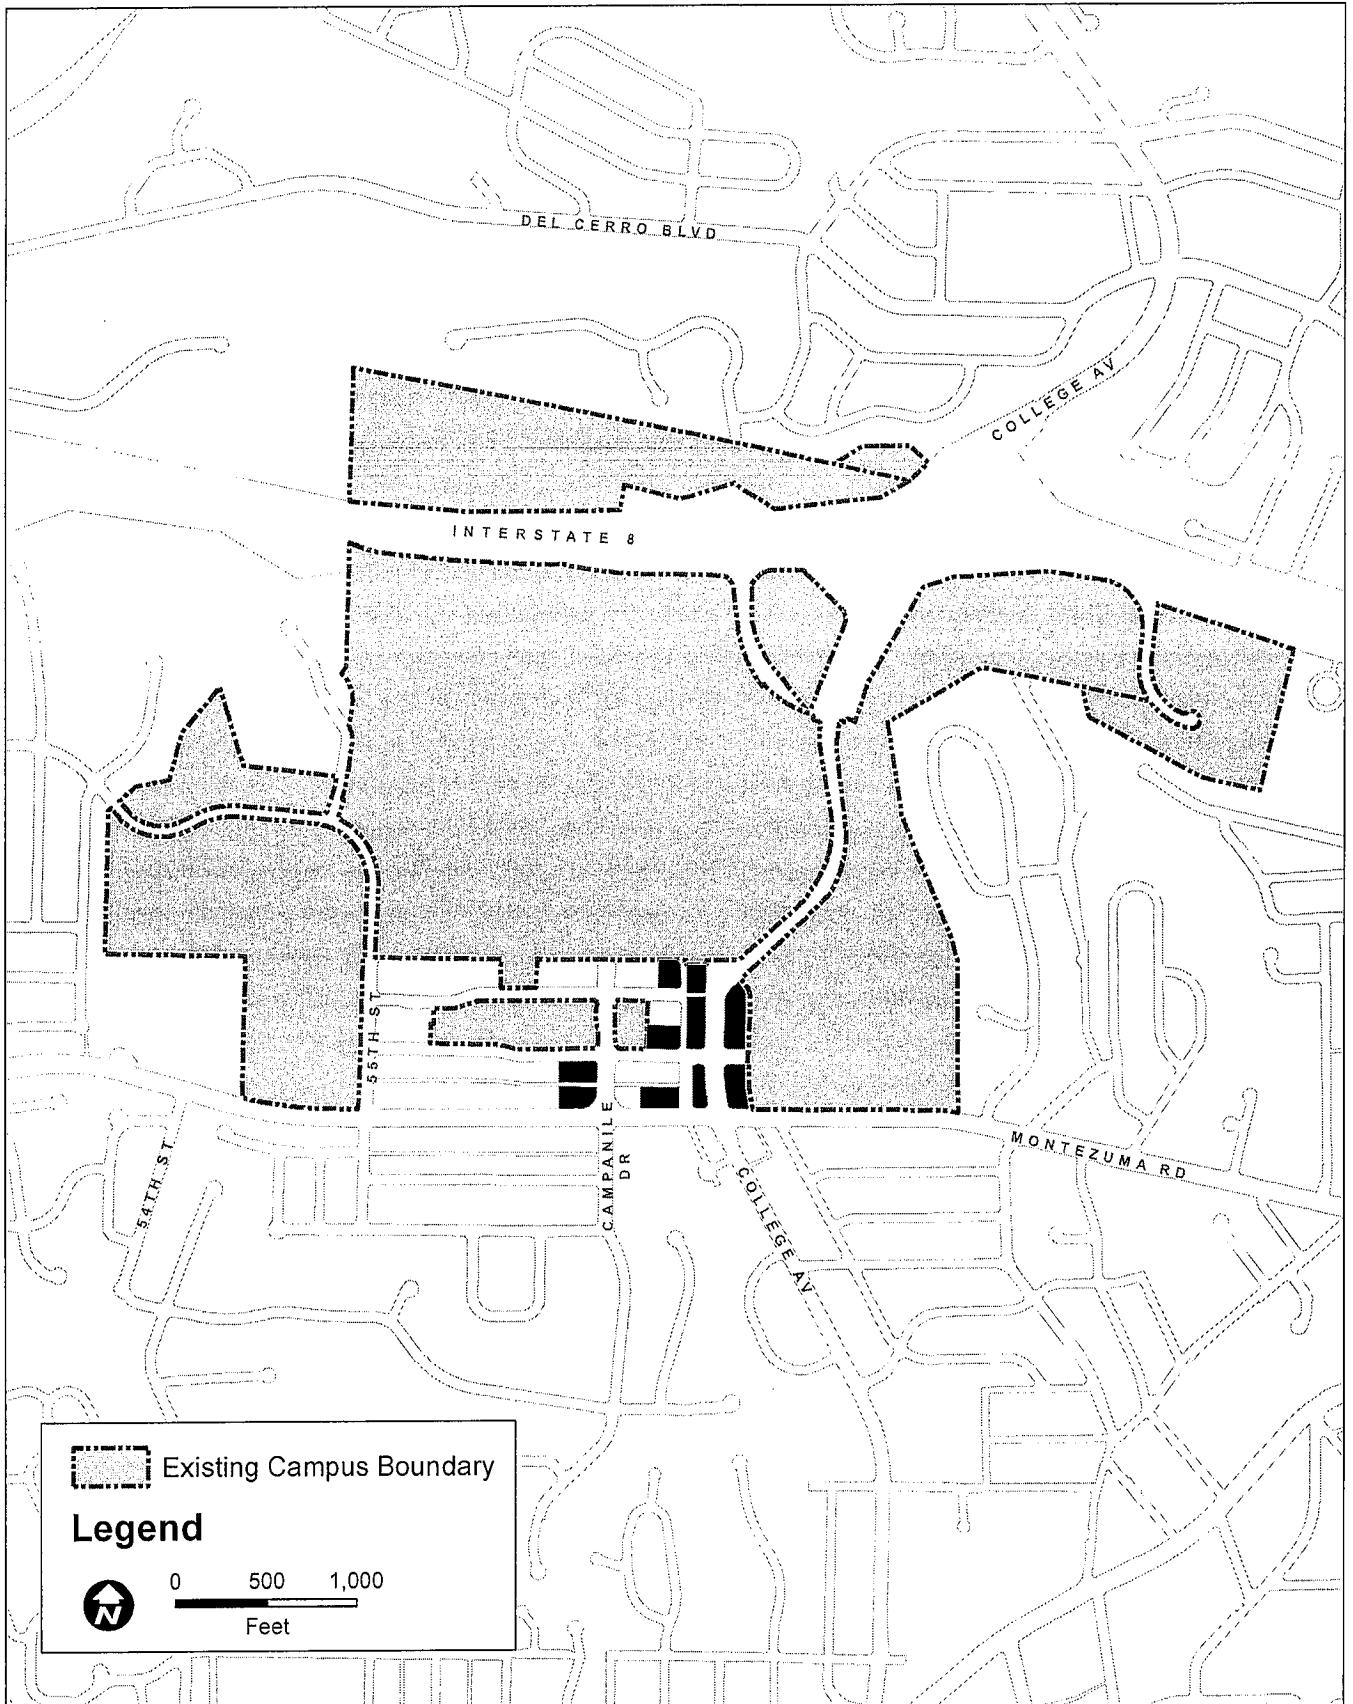 DEL CERRO BLVD
COLLEGE AV
INTERSTATE 8
55TH ST
CAMPANILE
DR
MONTEZUMA RD
54TH ST
COLLEGE AV
Existing Campus Boundary
Legend
0 500 1,000
N
Feet